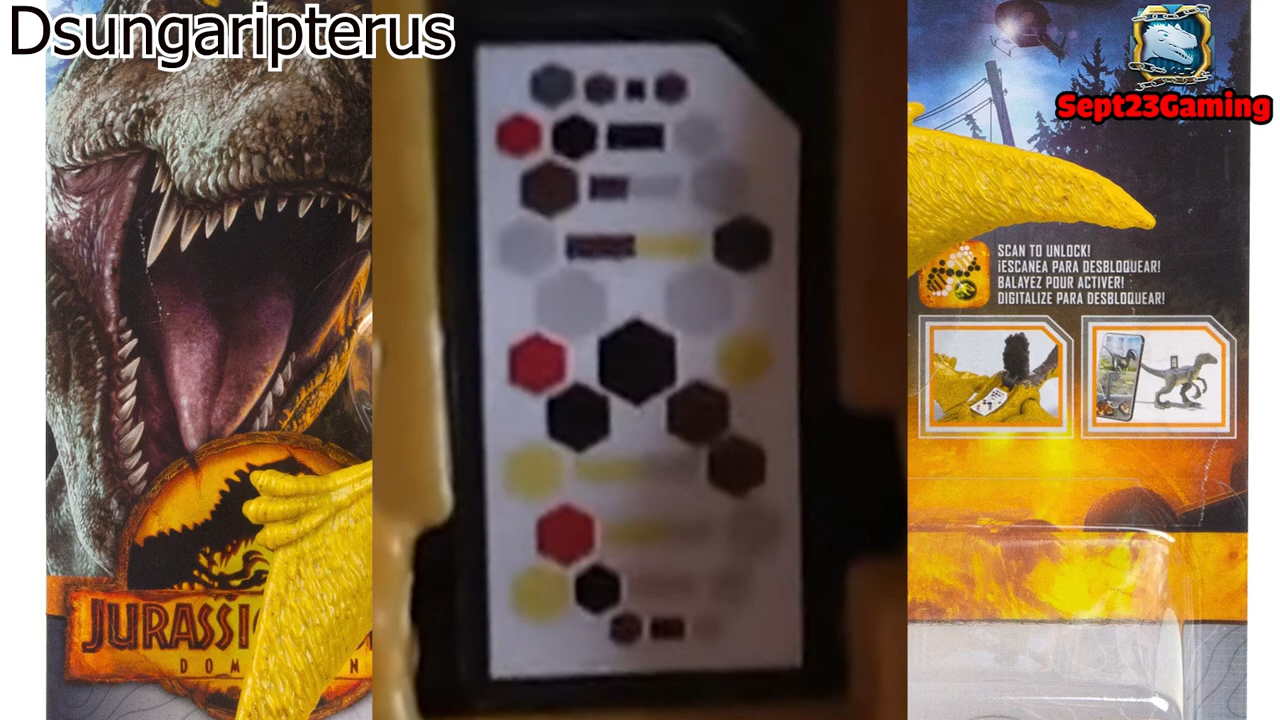 Dsungaripterus
Sept23Gaming
SCAN TO UNLOCK!
¡ESCANEA PARA DESBLOQUEAR!
BALAYEZ POUR ACTIVER!
DIGITALIZE PARA DESBLOQUEAR!
JURASSI
DOM N